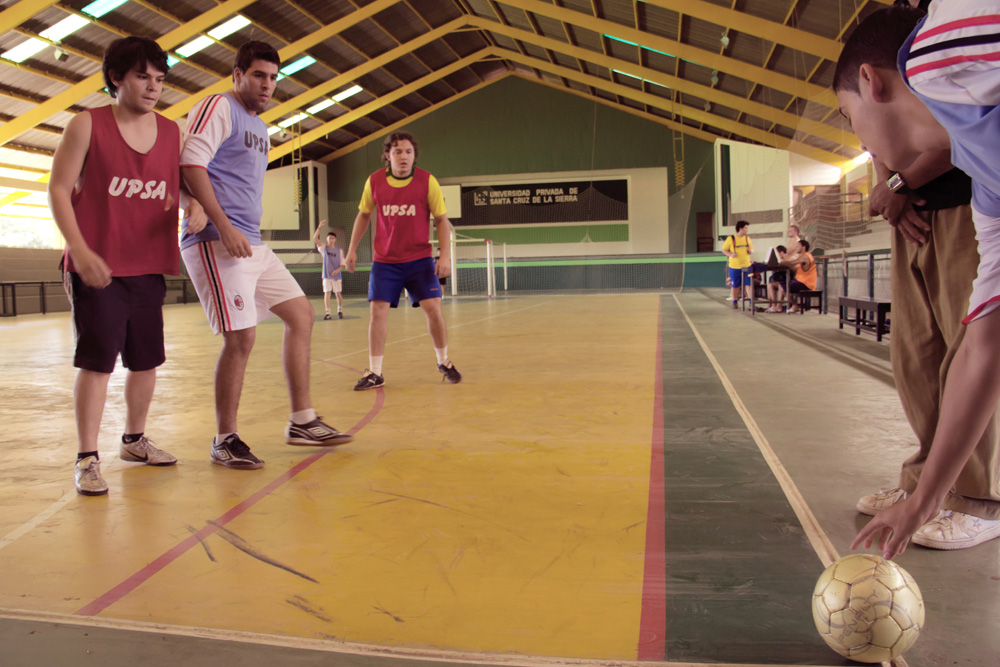 UPSA
UPSA
UPSA
UNIVERSIDAD PRIVADA DE
SANTA CRUZ DE LA SIERRA